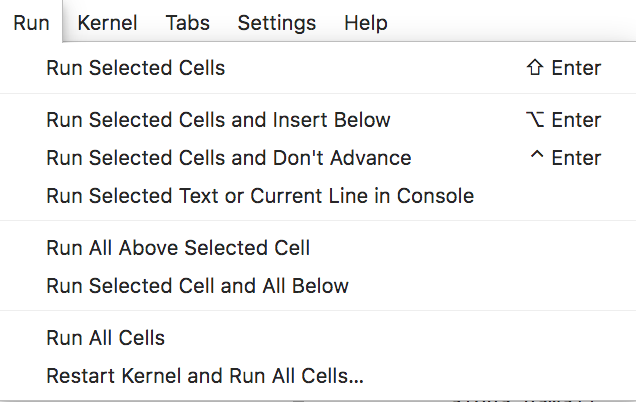 Run Kernel Tabs Settings Help
Run Selected Cells ⇧ Enter
Run Selected Cells and Insert Below ⌥ Enter
Run Selected Cells and Don't Advance ^ Enter
Run Selected Text or Current Line in Console
Run All Above Selected Cell
Run Selected Cell and All Below
Run All Cells
Restart Kernel and Run All Cells...